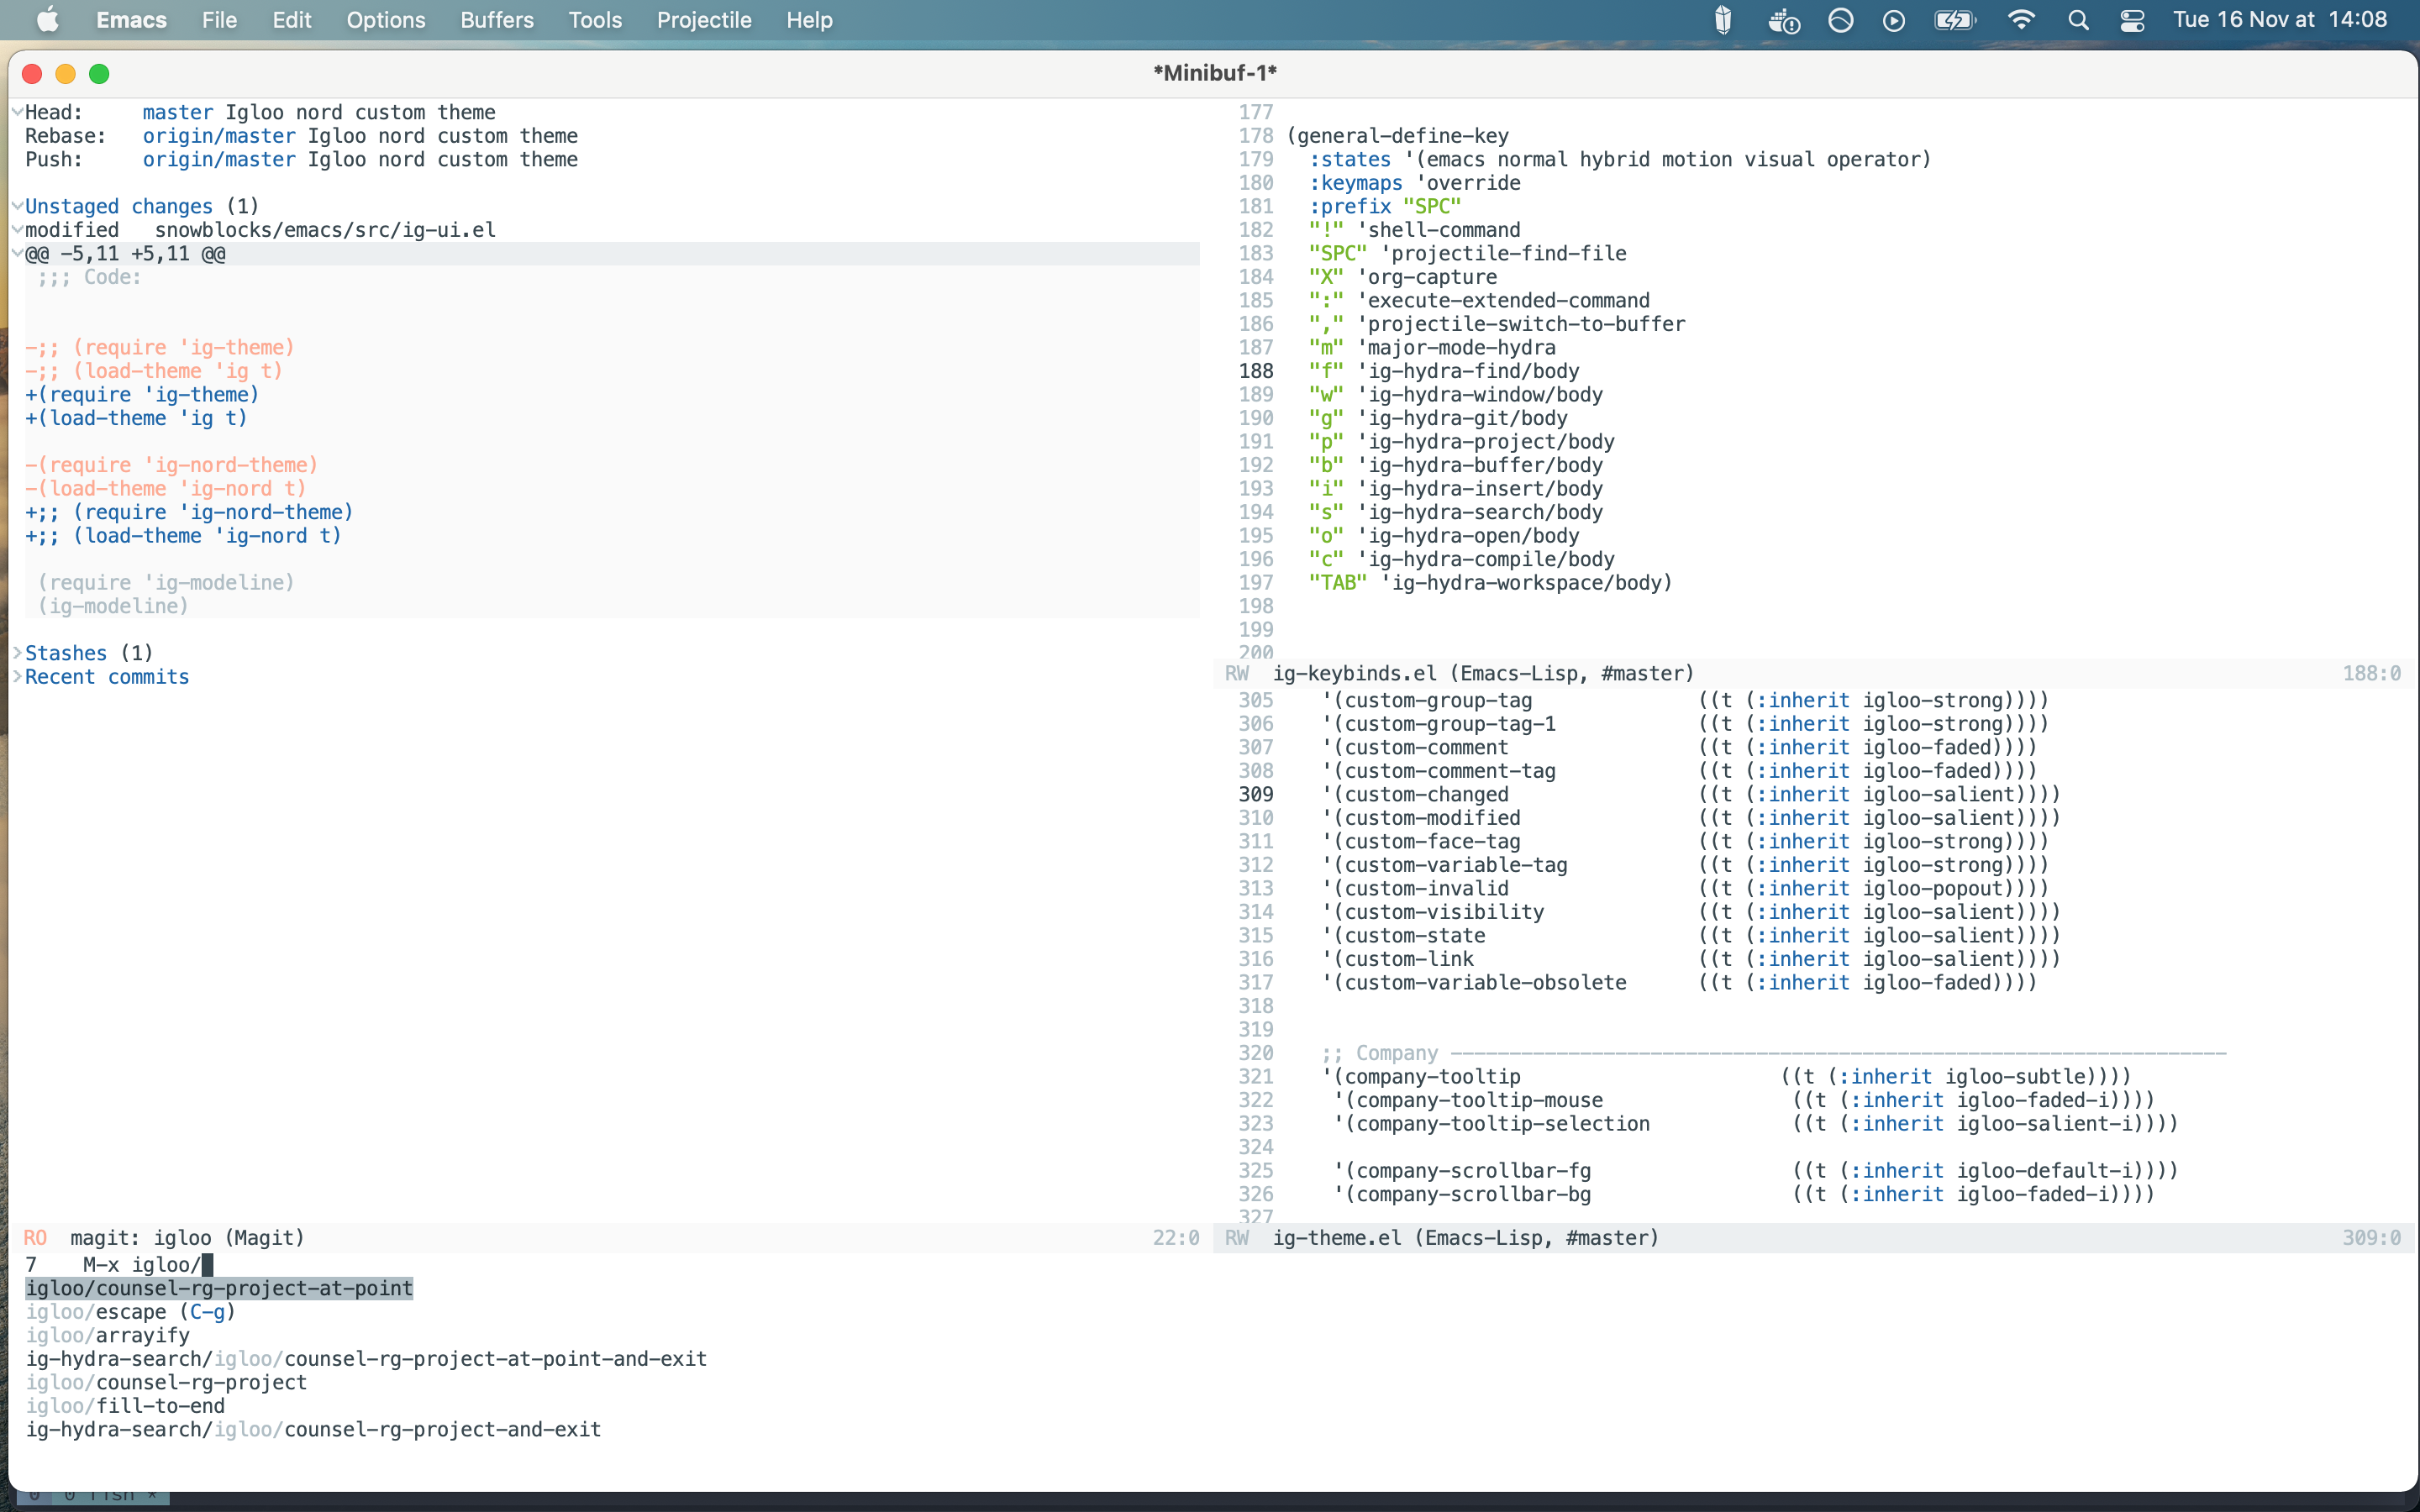 Emacs File Edit Options Buffers Tools Projectile Help Tue 16 Nov at 14:08
*Minibuf-1*
Head:     master Igloo nord custom theme
Rebase:   origin/master Igloo nord custom theme
Push:     origin/master Igloo nord custom theme
Unstaged changes (1)
modified   snowblocks/emacs/src/ig-ui.el
@@ -5,11 +5,11 @@
;;; Code:
-;; (require 'ig-theme)
-;; (load-theme 'ig t)
+(require 'ig-theme)
+(load-theme 'ig t)
-(require 'ig-nord-theme)
-(load-theme 'ig-nord t)
+;; (require 'ig-nord-theme)
+;; (load-theme 'ig-nord t)
(require 'ig-modeline)
(ig-modeline)
Stashes (1)
Recent commits
RO  magit: igloo (Magit) 22:0
177
178 (general-define-key
179   :states '(emacs normal hybrid motion visual operator)
180   :keymaps 'override
181   :prefix "SPC"
182   "!" 'shell-command
183   "SPC" 'projectile-find-file
184   "X" 'org-capture
185   ":" 'execute-extended-command
186   "," 'projectile-switch-to-buffer
187   "m" 'major-mode-hydra
188   "f" 'ig-hydra-find/body
189   "w" 'ig-hydra-window/body
190   "g" 'ig-hydra-git/body
191   "p" 'ig-hydra-project/body
192   "b" 'ig-hydra-buffer/body
193   "i" 'ig-hydra-insert/body
194   "s" 'ig-hydra-search/body
195   "o" 'ig-hydra-open/body
196   "c" 'ig-hydra-compile/body
197   "TAB" 'ig-hydra-workspace/body)
198
199
200
RW  ig-keybinds.el (Emacs-Lisp, #master) 188:0
305    '(custom-group-tag              ((t (:inherit igloo-strong))))
306    '(custom-group-tag-1            ((t (:inherit igloo-strong))))
307    '(custom-comment                ((t (:inherit igloo-faded))))
308    '(custom-comment-tag            ((t (:inherit igloo-faded))))
309    '(custom-changed                ((t (:inherit igloo-salient))))
310    '(custom-modified               ((t (:inherit igloo-salient))))
311    '(custom-face-tag               ((t (:inherit igloo-strong))))
312    '(custom-variable-tag           ((t (:inherit igloo-strong))))
313    '(custom-invalid                ((t (:inherit igloo-popout))))
314    '(custom-visibility             ((t (:inherit igloo-salient))))
315    '(custom-state                  ((t (:inherit igloo-salient))))
316    '(custom-link                   ((t (:inherit igloo-salient))))
317    '(custom-variable-obsolete      ((t (:inherit igloo-faded))))
318
319
320    ;; Company ------------------------------------------------------------------
321    '(company-tooltip                      ((t (:inherit igloo-subtle))))
322     '(company-tooltip-mouse                ((t (:inherit igloo-faded-i))))
323     '(company-tooltip-selection            ((t (:inherit igloo-salient-i))))
324
325     '(company-scrollbar-fg                 ((t (:inherit igloo-default-i))))
326     '(company-scrollbar-bg                 ((t (:inherit igloo-faded-i))))
327
RW  ig-theme.el (Emacs-Lisp, #master) 309:0
7    M-x igloo/
igloo/counsel-rg-project-at-point
igloo/escape (C-g)
igloo/arrayify
ig-hydra-search/igloo/counsel-rg-project-at-point-and-exit
igloo/counsel-rg-project
igloo/fill-to-end
ig-hydra-search/igloo/counsel-rg-project-and-exit
0 0 fish *